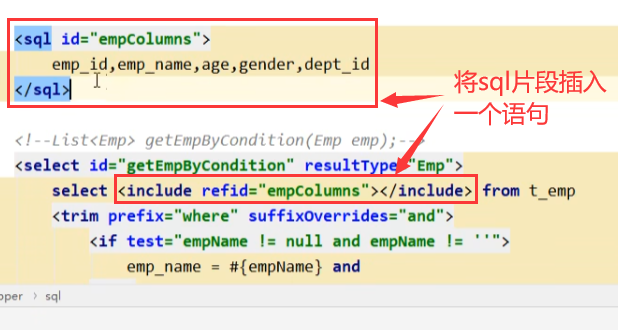 <sql id="empColumns">
emp_id,emp_name,age,gender,dept_id
</sql>
将sql片段插入
一个语句
<!--List<Emp> getEmpByCondition(Emp emp);-->
<select id="getEmpByCondition" resultType="Emp">
select <include refid="empColumns"></include> from t_emp
<trim prefix="where" suffixOverrides="and">
<if test="empName != null and empName != ''">
emp_name = #{empName} and
pper › sql